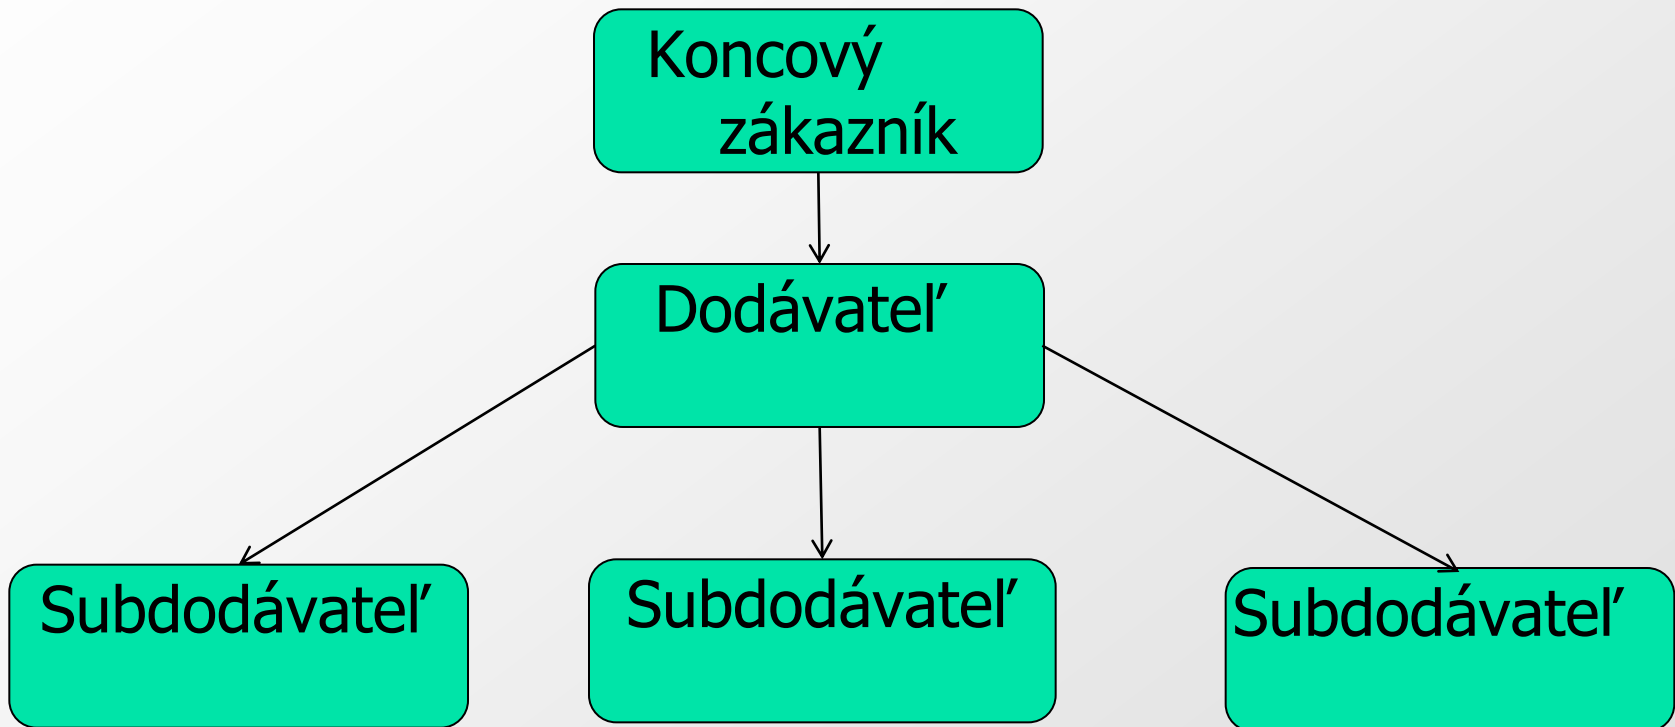 Koncový
zákazník
Dodávateľ
Subdodávateľ
Subdodávateľ
Subdodávateľ